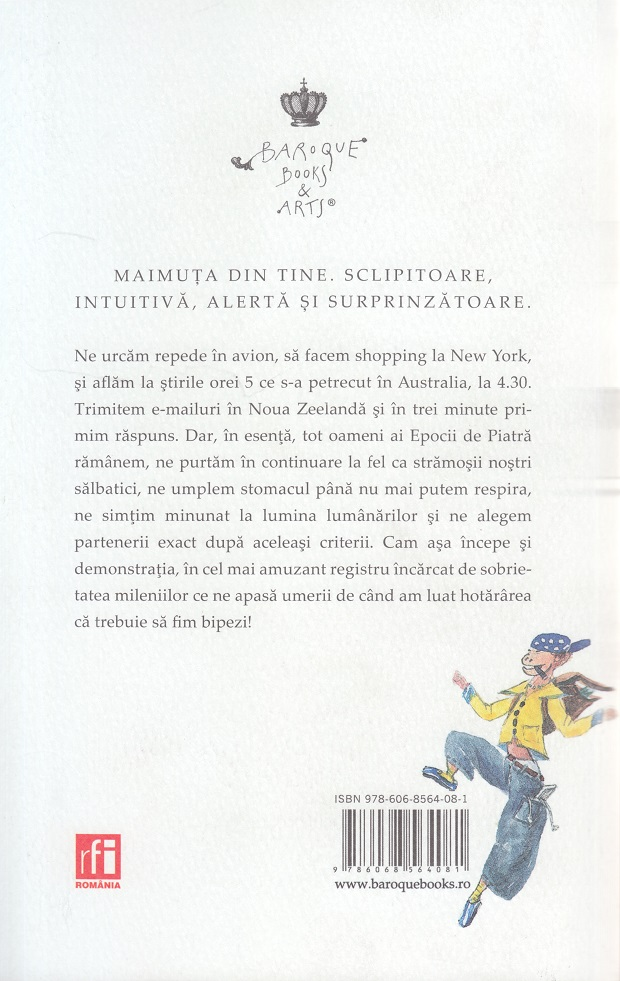 BAROQUE
BOOKS
&
ARTS®
MAIMUȚA DIN TINE. SCLIPITOARE,
INTUITIVĂ, ALERTĂ ȘI SURPRINZĂTOARE.
Ne urcăm repede în avion, să facem shopping la New York,
și aflăm la știrile orei 5 ce s-a petrecut în Australia, la 4.30.
Trimitem e-mailuri în Noua Zeelandă și în trei minute pri-
mim răspuns. Dar, în esență, tot oameni ai Epocii de Piatră
rămânem, ne purtăm în continuare la fel ca strămoșii noștri
sălbatici, ne umplem stomacul până nu mai putem respira,
ne simțim minunat la lumina lumânărilor și ne alegem
partenerii exact după aceleași criterii. Cam așa începe și
demonstrația, în cel mai amuzant registru încărcat de sobrie-
tatea mileniilor ce ne apasă umerii de când am luat hotărârea
că trebuie să fim bipezi!
ISBN 978-606-8564-08-1
9 786068 564081
www.baroquebooks.ro
rfi
ROMÂNIA